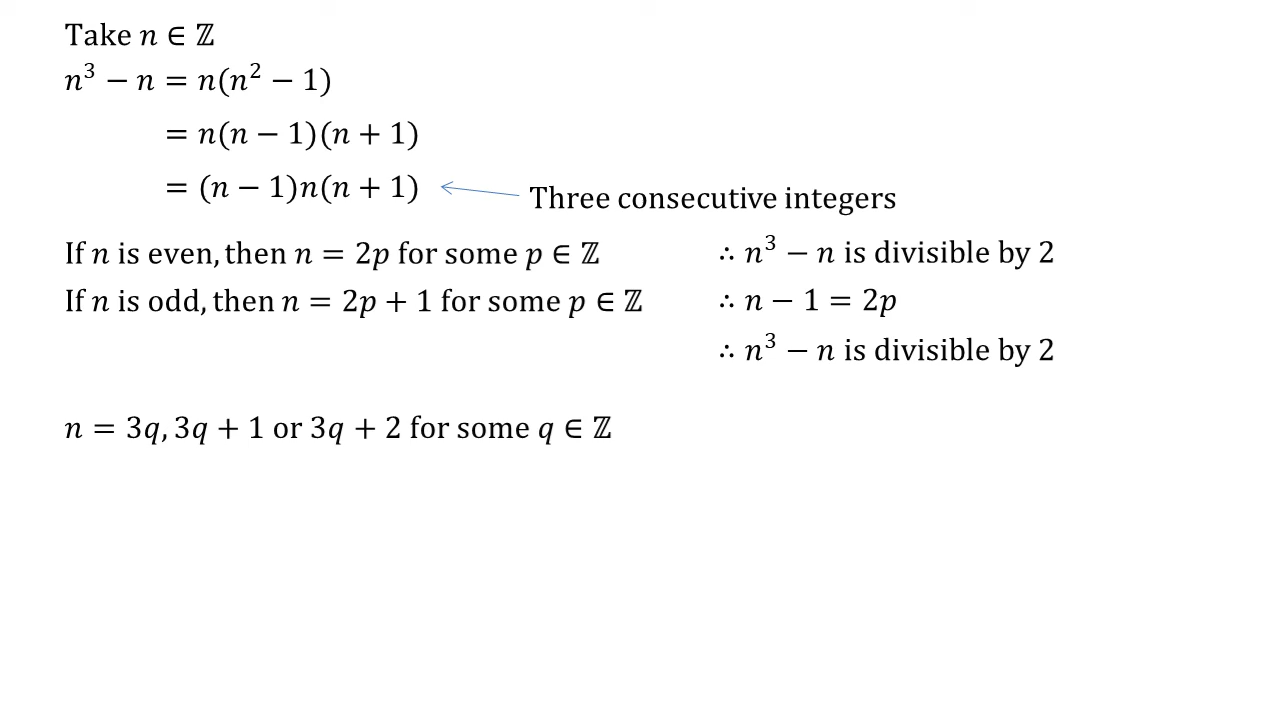 Take n ∈ ℤ
n³ − n = n(n² − 1)
= n(n − 1)(n + 1)
= (n − 1)n(n + 1)
Three consecutive integers
If n is even, then n = 2p for some p ∈ ℤ
∴ n³ − n is divisible by 2
If n is odd, then n = 2p + 1 for some p ∈ ℤ
∴ n − 1 = 2p
∴ n³ − n is divisible by 2
n = 3q, 3q + 1 or 3q + 2 for some q ∈ ℤ